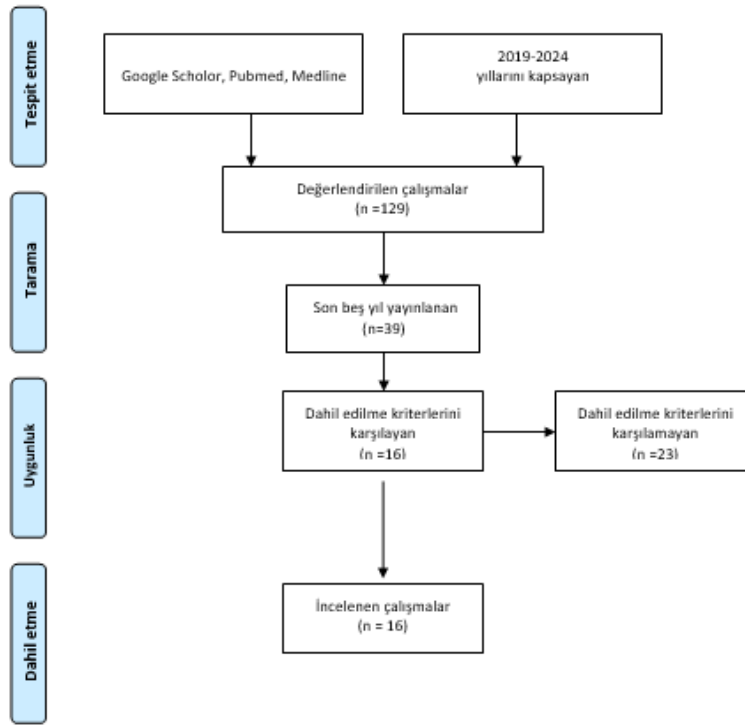 Tespit etme
Google Scholor, Pubmed, Medline
2019-2024
yıllarını kapsayan
Değerlendirilen çalışmalar
(n =129)
Tarama
Son beş yıl yayınlanan
(n=39)
Uygunluk
Dahil edilme kriterlerini
karşılayan
(n =16)
Dahil edilme kriterlerini
karşılamayan
(n =23)
Dahil etme
İncelenen çalışmalar
(n = 16)